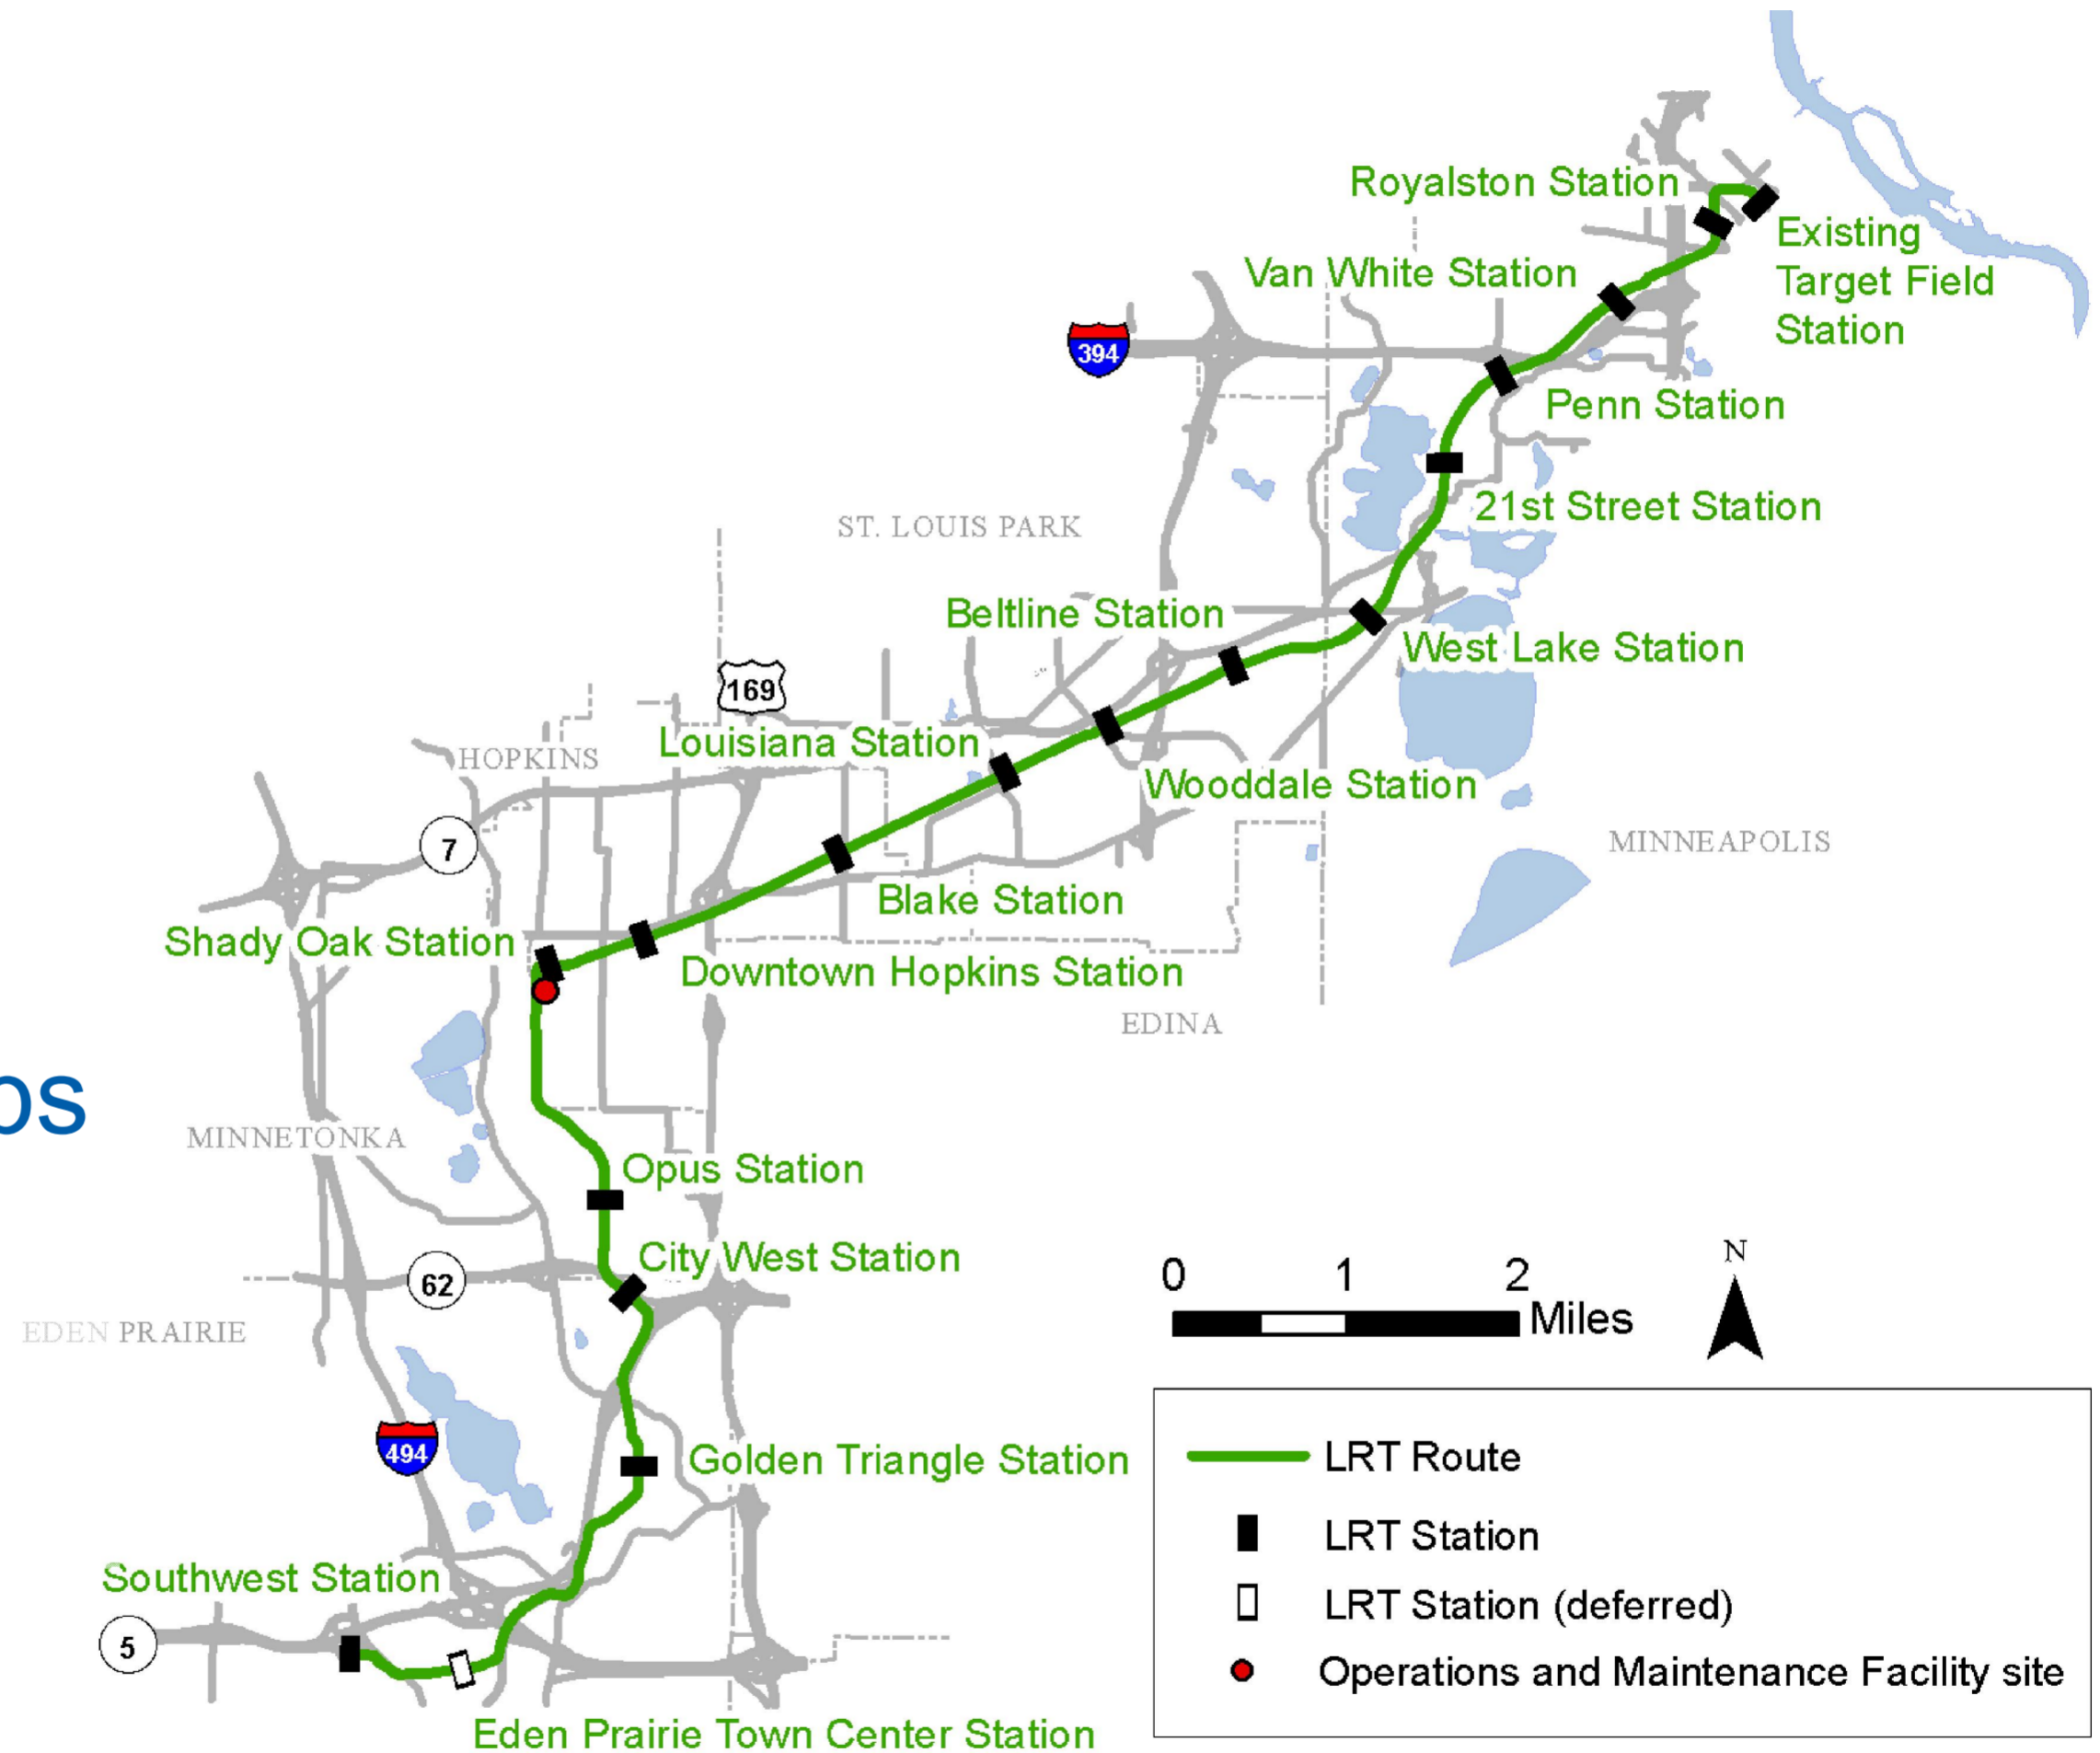 Royalston Station
Existing
Target Field
Station
Van White Station
394
Penn Station
21st Street Station
ST. LOUIS PARK
Beltline Station
West Lake Station
169
Louisiana Station
HOPKINS
Wooddale Station
7
MINNEAPOLIS
Blake Station
Shady Oak Station
Downtown Hopkins Station
EDINA
ps
MINNETONKA
Opus Station
City West Station
62
0 1 2
Miles
N
EDEN PRAIRIE
494
Golden Triangle Station
LRT Route
LRT Station
LRT Station (deferred)
Operations and Maintenance Facility site
Southwest Station
5
Eden Prairie Town Center Station